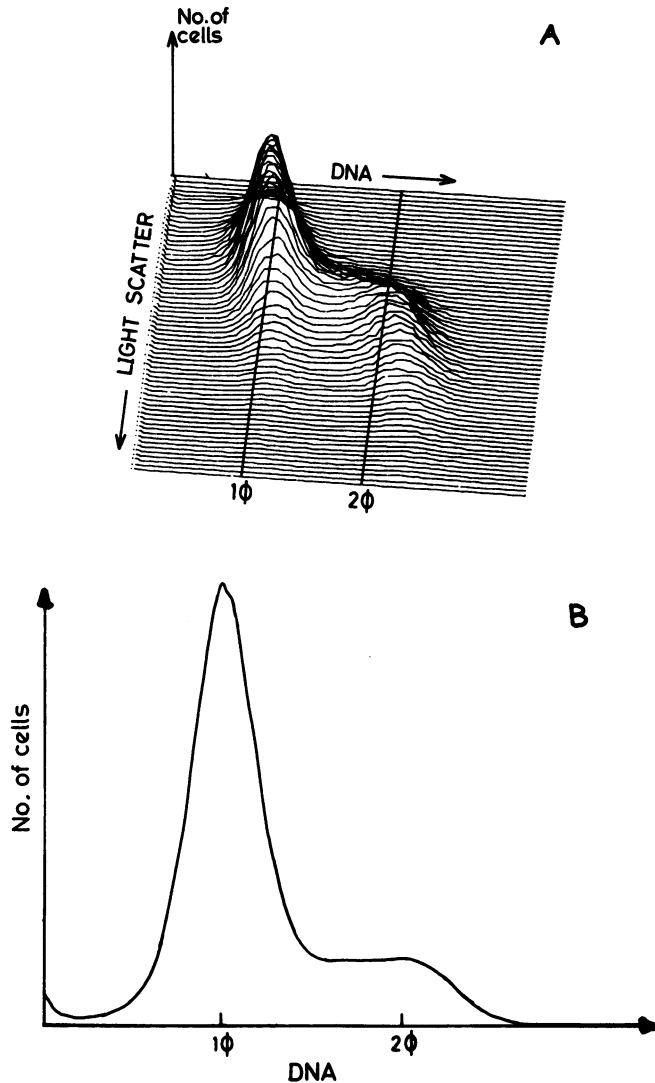 No. of
cells
A
DNA
LIGHT SCATTER
1ϕ
2ϕ
B
No. of cells
1ϕ
2ϕ
DNA